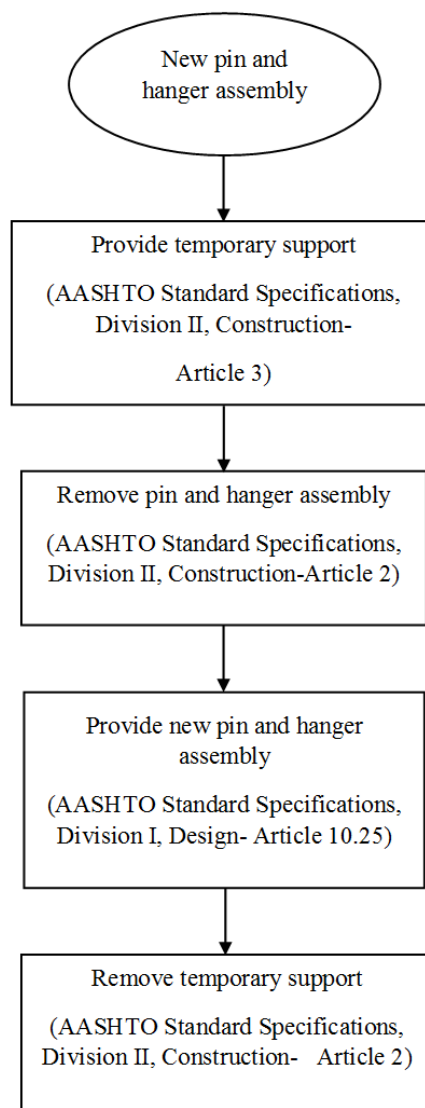 New pin and
hanger assembly
Provide temporary support
(AASHTO Standard Specifications,
Division II, Construction-
Article 3)
Remove pin and hanger assembly
(AASHTO Standard Specifications,
Division II, Construction-Article 2)
Provide new pin and hanger
assembly
(AASHTO Standard Specifications,
Division I, Design- Article 10.25)
Remove temporary support
(AASHTO Standard Specifications,
Division II, Construction- Article 2)